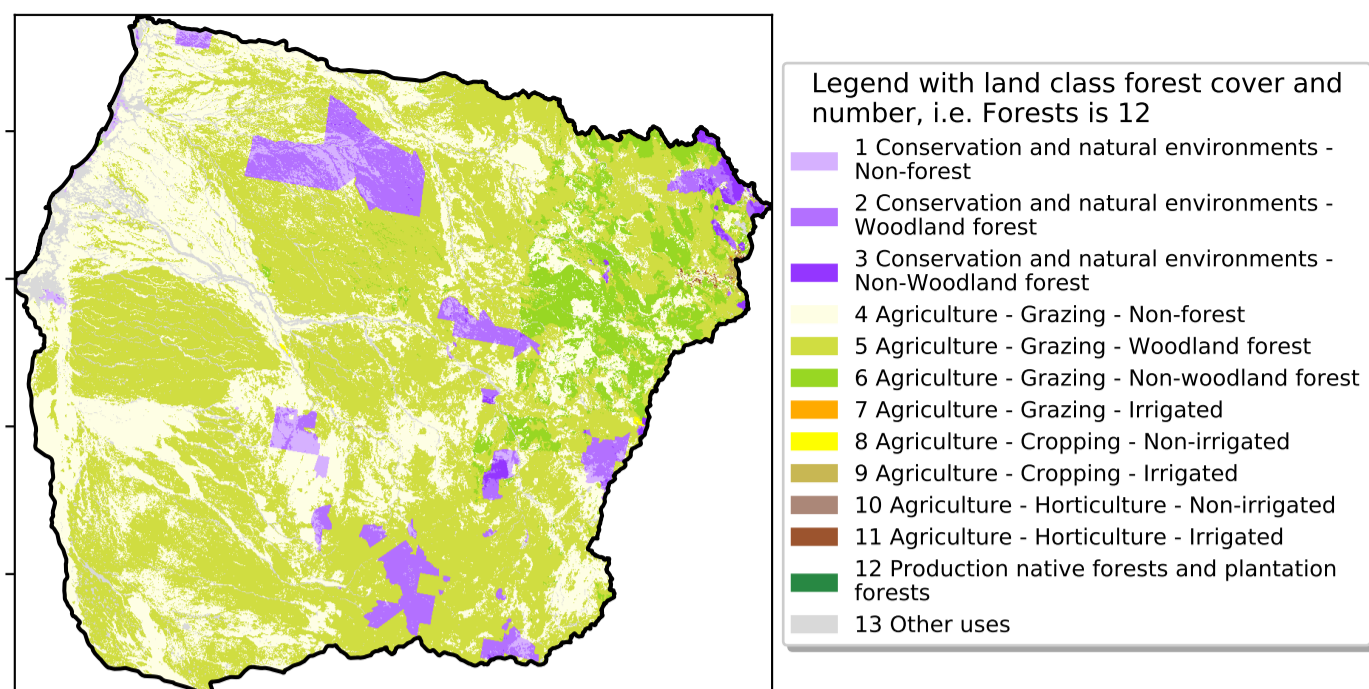 Legend with land class forest cover and
number, i.e. Forests is 12
1 Conservation and natural environments -
Non-forest
2 Conservation and natural environments -
Woodland forest
3 Conservation and natural environments -
Non-Woodland forest
4 Agriculture - Grazing - Non-forest
5 Agriculture - Grazing - Woodland forest
6 Agriculture - Grazing - Non-woodland forest
7 Agriculture - Grazing - Irrigated
8 Agriculture - Cropping - Non-irrigated
9 Agriculture - Cropping - Irrigated
10 Agriculture - Horticulture - Non-irrigated
11 Agriculture - Horticulture - Irrigated
12 Production native forests and plantation
forests
13 Other uses